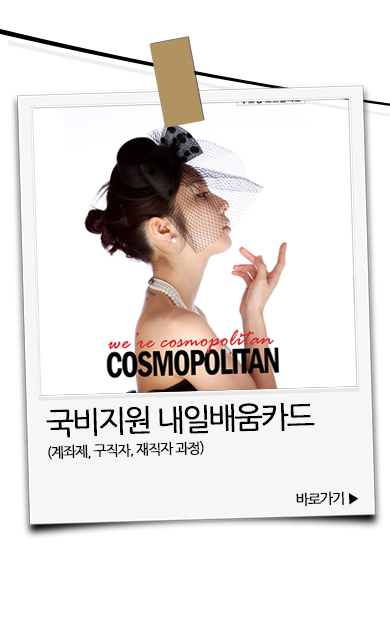 we're cosmopolitan
COSMOPOLITAN
국비지원 내일배움카드
(계좌제, 구직자, 재직자 과정)
바로가기 ▶